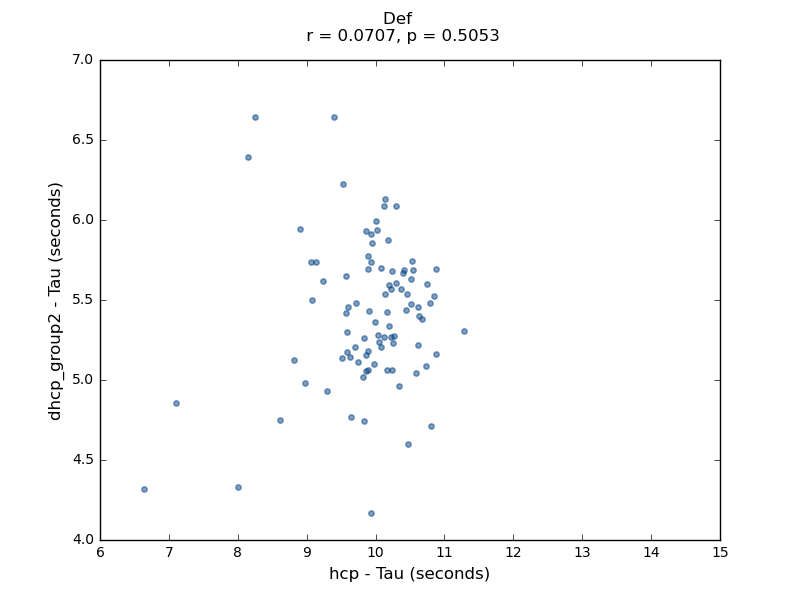 Def
r = 0.0707, p = 0.5053
7.0
6.5
6.0
5.5
5.0
4.5
4.0
dhcp_group2 - Tau (seconds)
6 7 8 9 10 11 12 13 14 15
hcp - Tau (seconds)